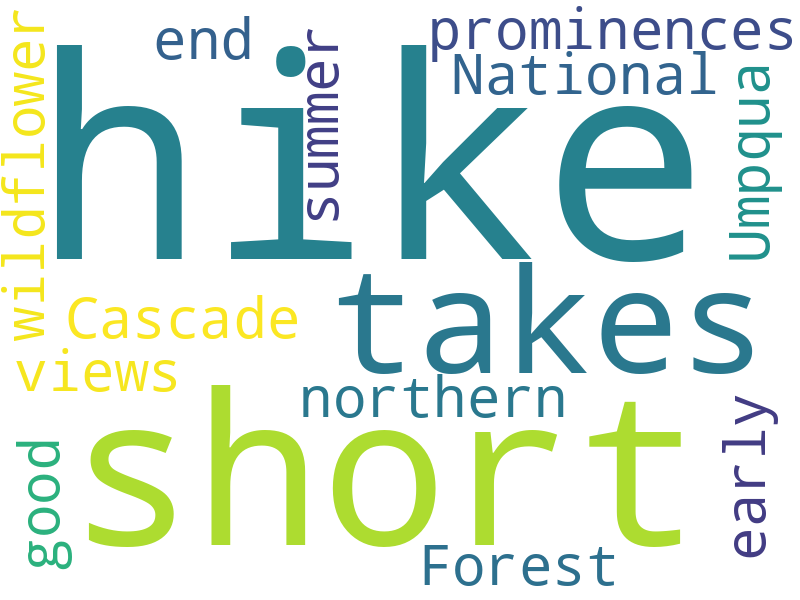 end
prominences
National
hike
summer
wildflower
Umpqua
takes
Cascade
views
northern
short
good
early
Forest